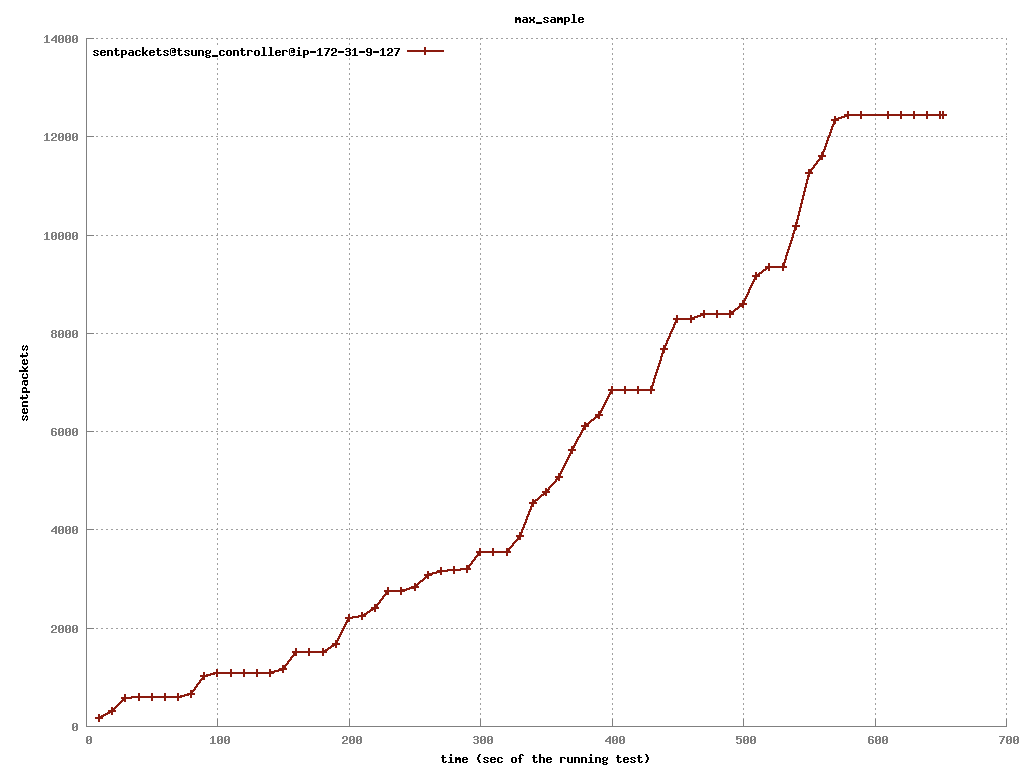 max_sample
sentpackets@tsung_controller@ip-172-31-9-127
14000
12000
10000
8000
6000
4000
2000
0
sentpackets
0 100 200 300 400 500 600 700
time (sec of the running test)